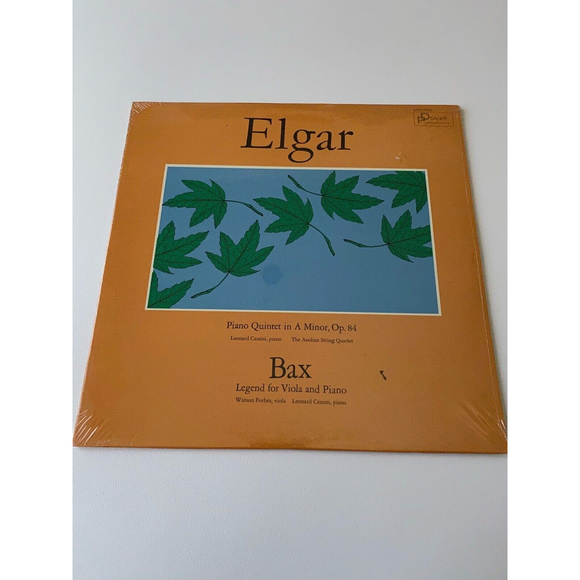 Elgar
Piano Quintet in A Minor, Op. 84
Leonard Cassini, piano The Aeolian String Quartet
Bax
Legend for Viola and Piano
Watson Forbes, viola Leonard Cassini, piano